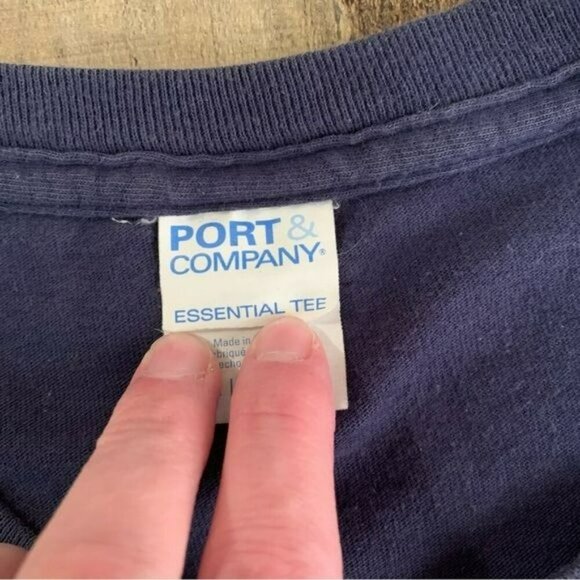 PORT &
COMPANY®
ESSENTIAL TEE
Made in